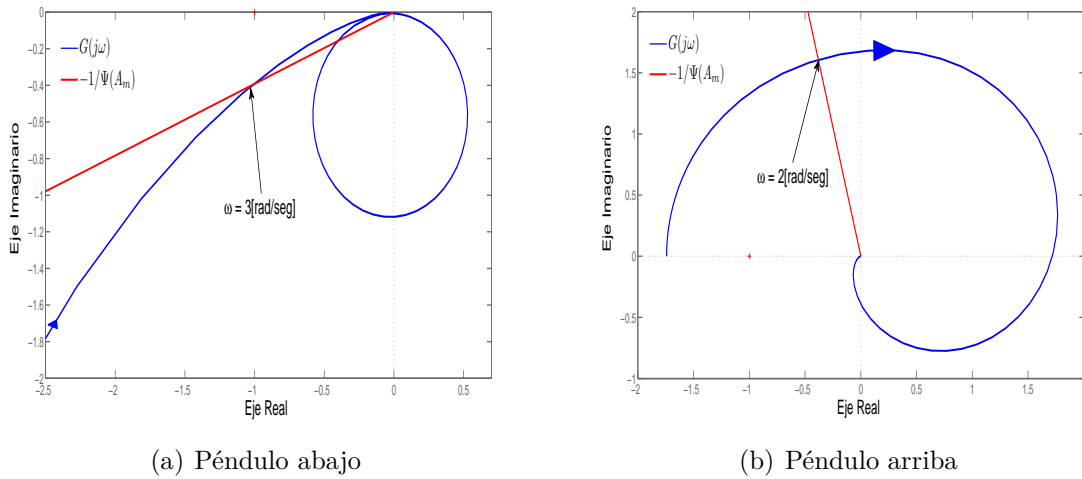 G(jω)
−1/Ψ(A_m)
ω = 3[rad/seg]
0
−0.2
−0.4
−0.6
−0.8
−1
−1.2
−1.4
−1.6
−1.8
−2
−2.5
−2
−1.5
−1
−0.5
0
0.5
Eje Imaginario
Eje Real
(a) Péndulo abajo
G(jω)
−1/Ψ(A_m)
ω = 2[rad/seg]
2
1.5
1
0.5
0
−0.5
−1
−2
−1.5
−1
−0.5
0
0.5
1
1.5
2
Eje Imaginario
Eje Real
(b) Péndulo arriba